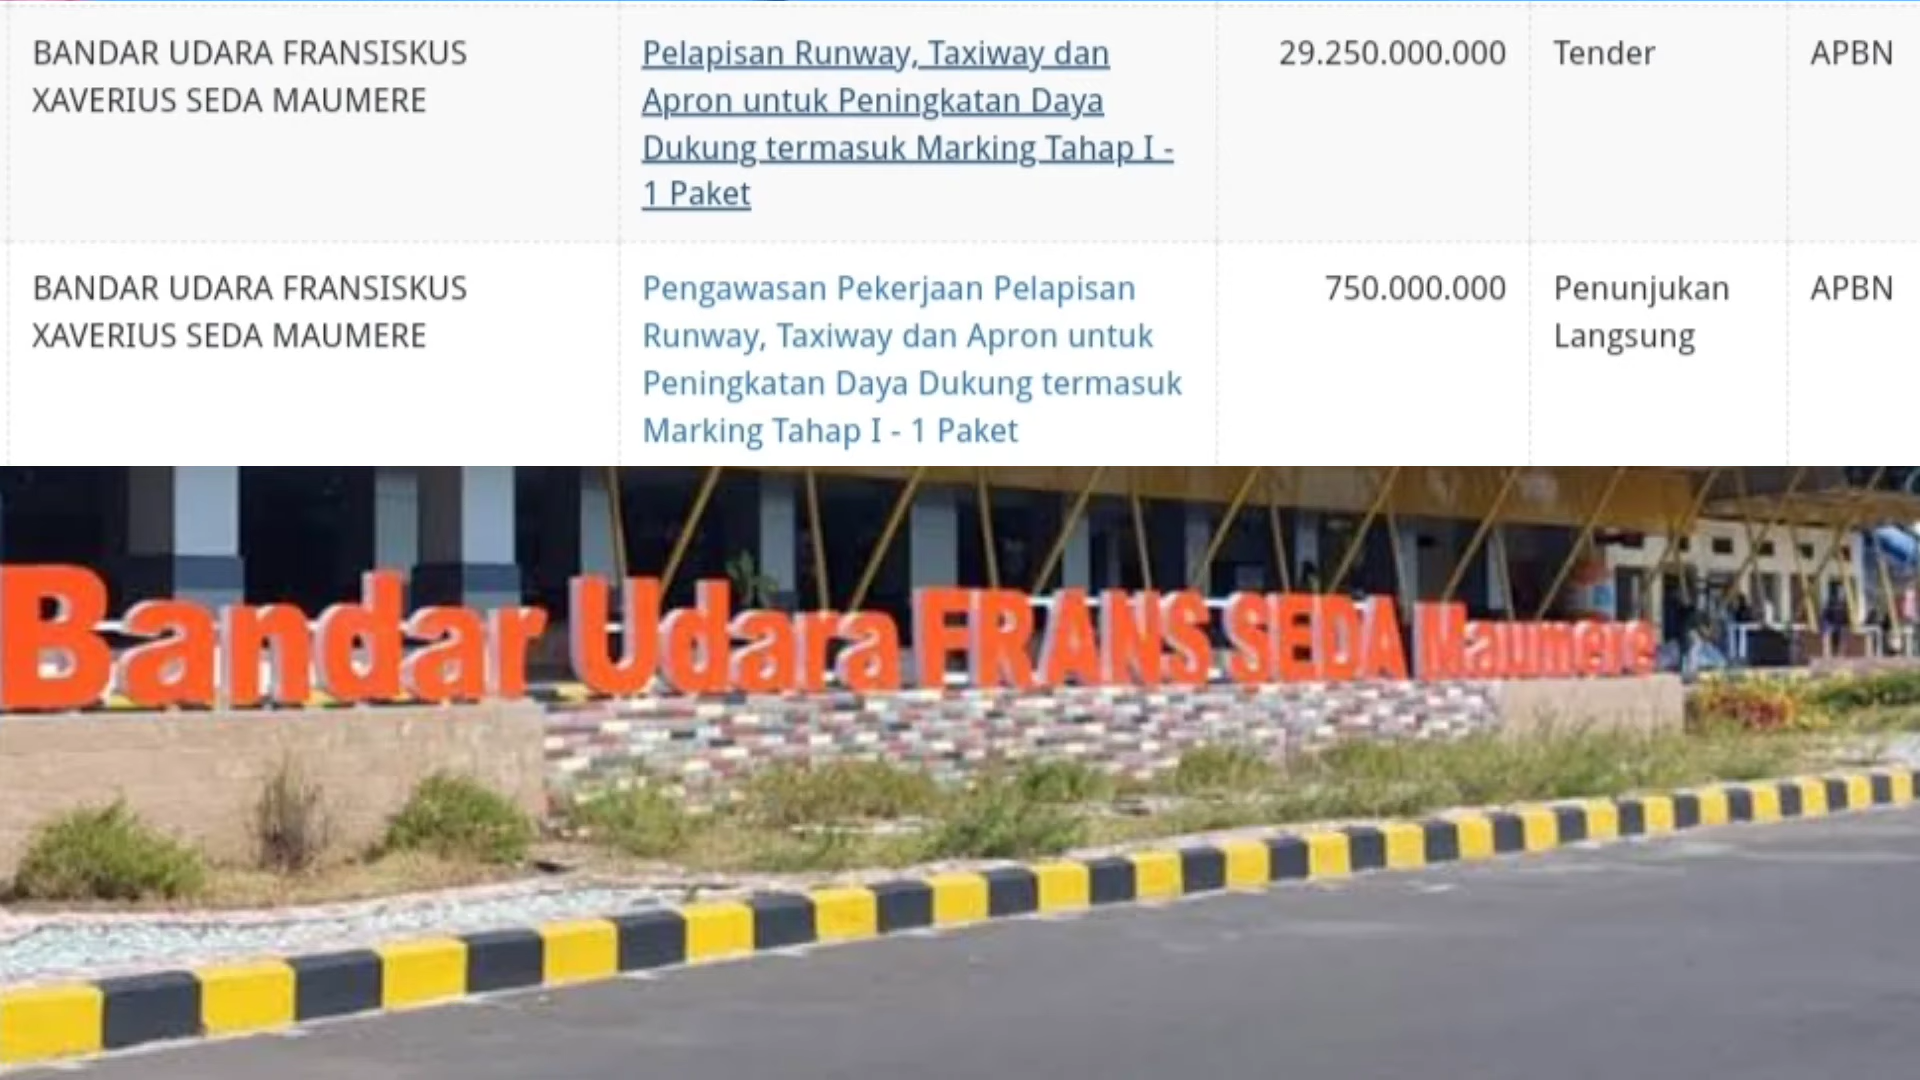 BANDAR UDARA FRANSISKUS
XAVERIUS SEDA MAUMERE
Pelapisan Runway, Taxiway dan
Apron untuk Peningkatan Daya
Dukung termasuk Marking Tahap I -
1 Paket
29.250.000.000
Tender
APBN
BANDAR UDARA FRANSISKUS
XAVERIUS SEDA MAUMERE
Pengawasan Pekerjaan Pelapisan
Runway, Taxiway dan Apron untuk
Peningkatan Daya Dukung termasuk
Marking Tahap I - 1 Paket
750.000.000
Penunjukan
Langsung
APBN
Bandar Udara FRANS SEDA Maumere